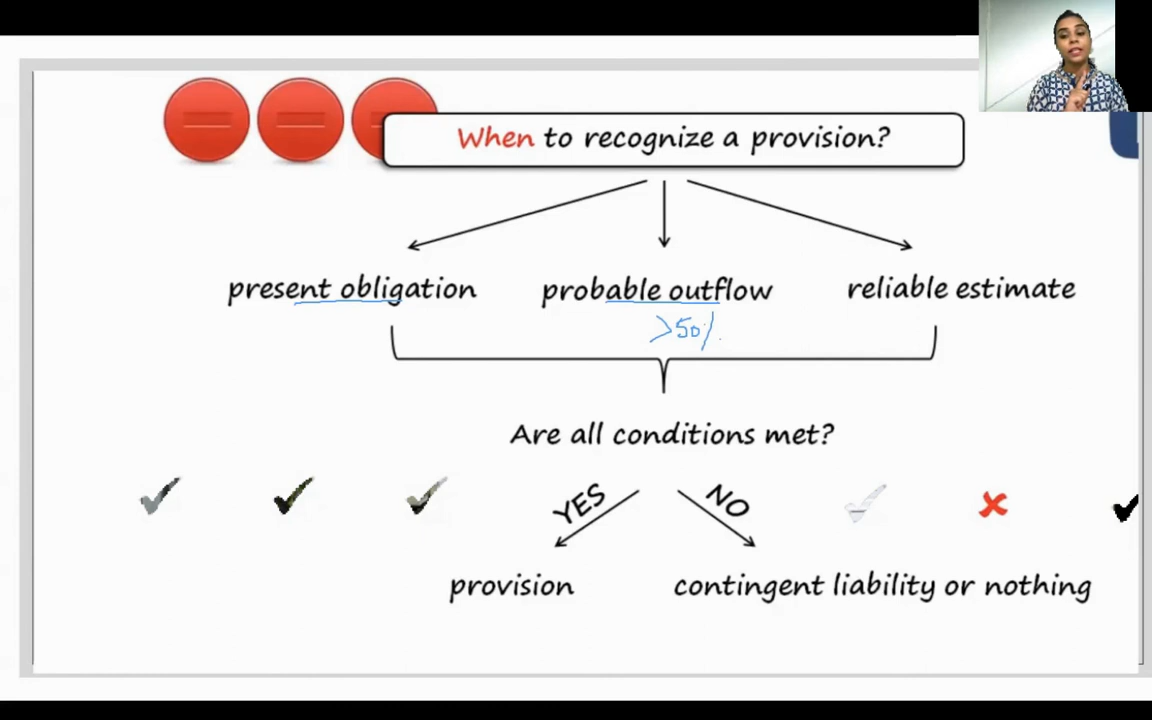 When to recognize a provision?
present obligation probable outflow reliable estimate
>50%
Are all conditions met?
YES NO
provision contingent liability or nothing